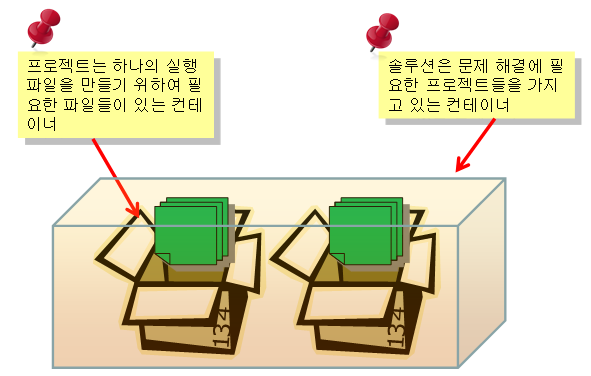 프로젝트는 하나의 실행
파일을 만들기 위하여 필
요한 파일들이 있는 컨테
이너
솔루션은 문제 해결에 필
요한 프로젝트들을 가지
고 있는 컨테이너
134
134